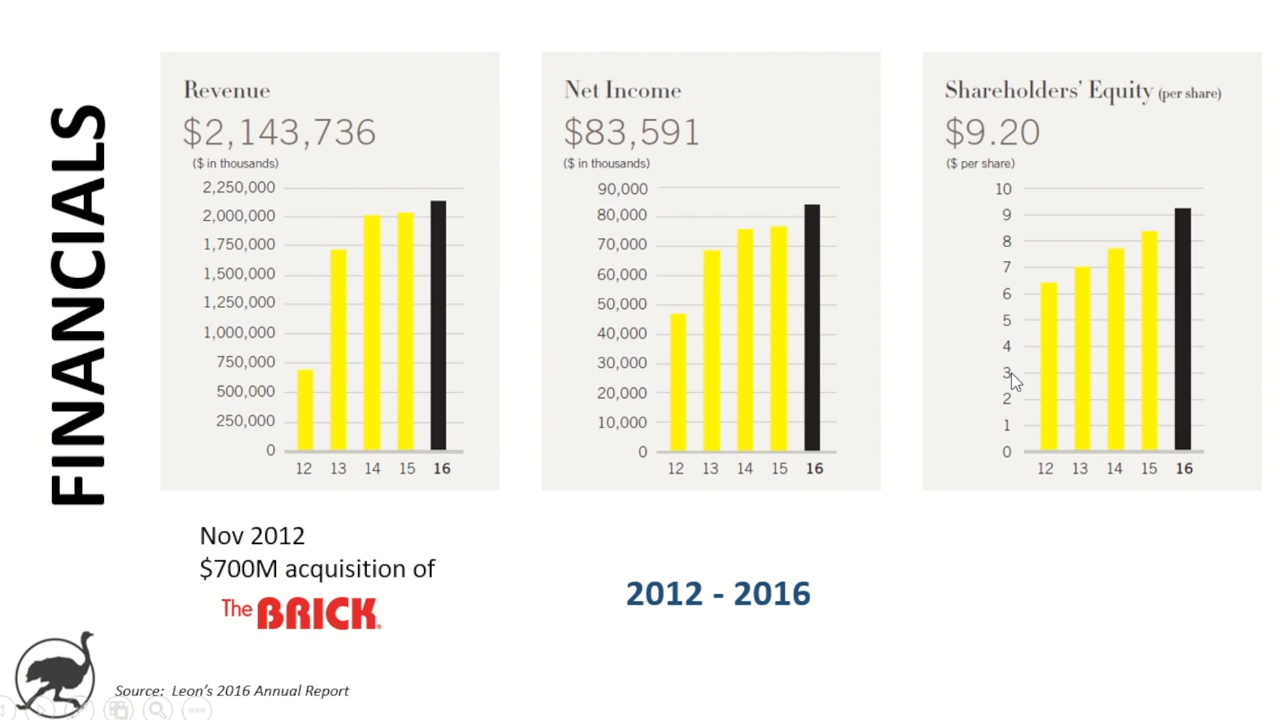 FINANCIALS
Revenue
$2,143,736
($ in thousands)
2,250,000
2,000,000
1,750,000
1,500,000
1,250,000
1,000,000
750,000
500,000
250,000
0
12 13 14 15 16
Net Income
$83,591
($ in thousands)
90,000
80,000
70,000
60,000
50,000
40,000
30,000
20,000
10,000
0
12 13 14 15 16
Shareholders' Equity (per share)
$9.20
($ per share)
10
9
8
7
6
5
4
3
2
1
0
12 13 14 15 16
Nov 2012
$700M acquisition of
The BRICK®
2012 - 2016
Source: Leon's 2016 Annual Report